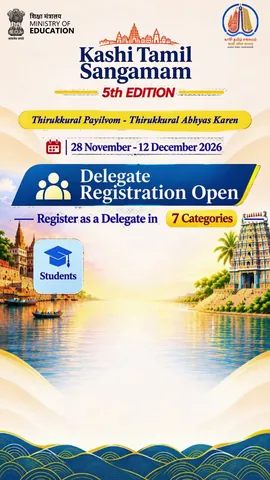 शिक्षा मंत्रालय
MINISTRY OF
EDUCATION
Kashi Tamil
Sangamam
5th EDITION
Thirukkural Payilvom - Thirukkural Abhyas Karen
28 November - 12 December 2026
Delegate
Registration Open
Register as a Delegate in 7 Categories
Students